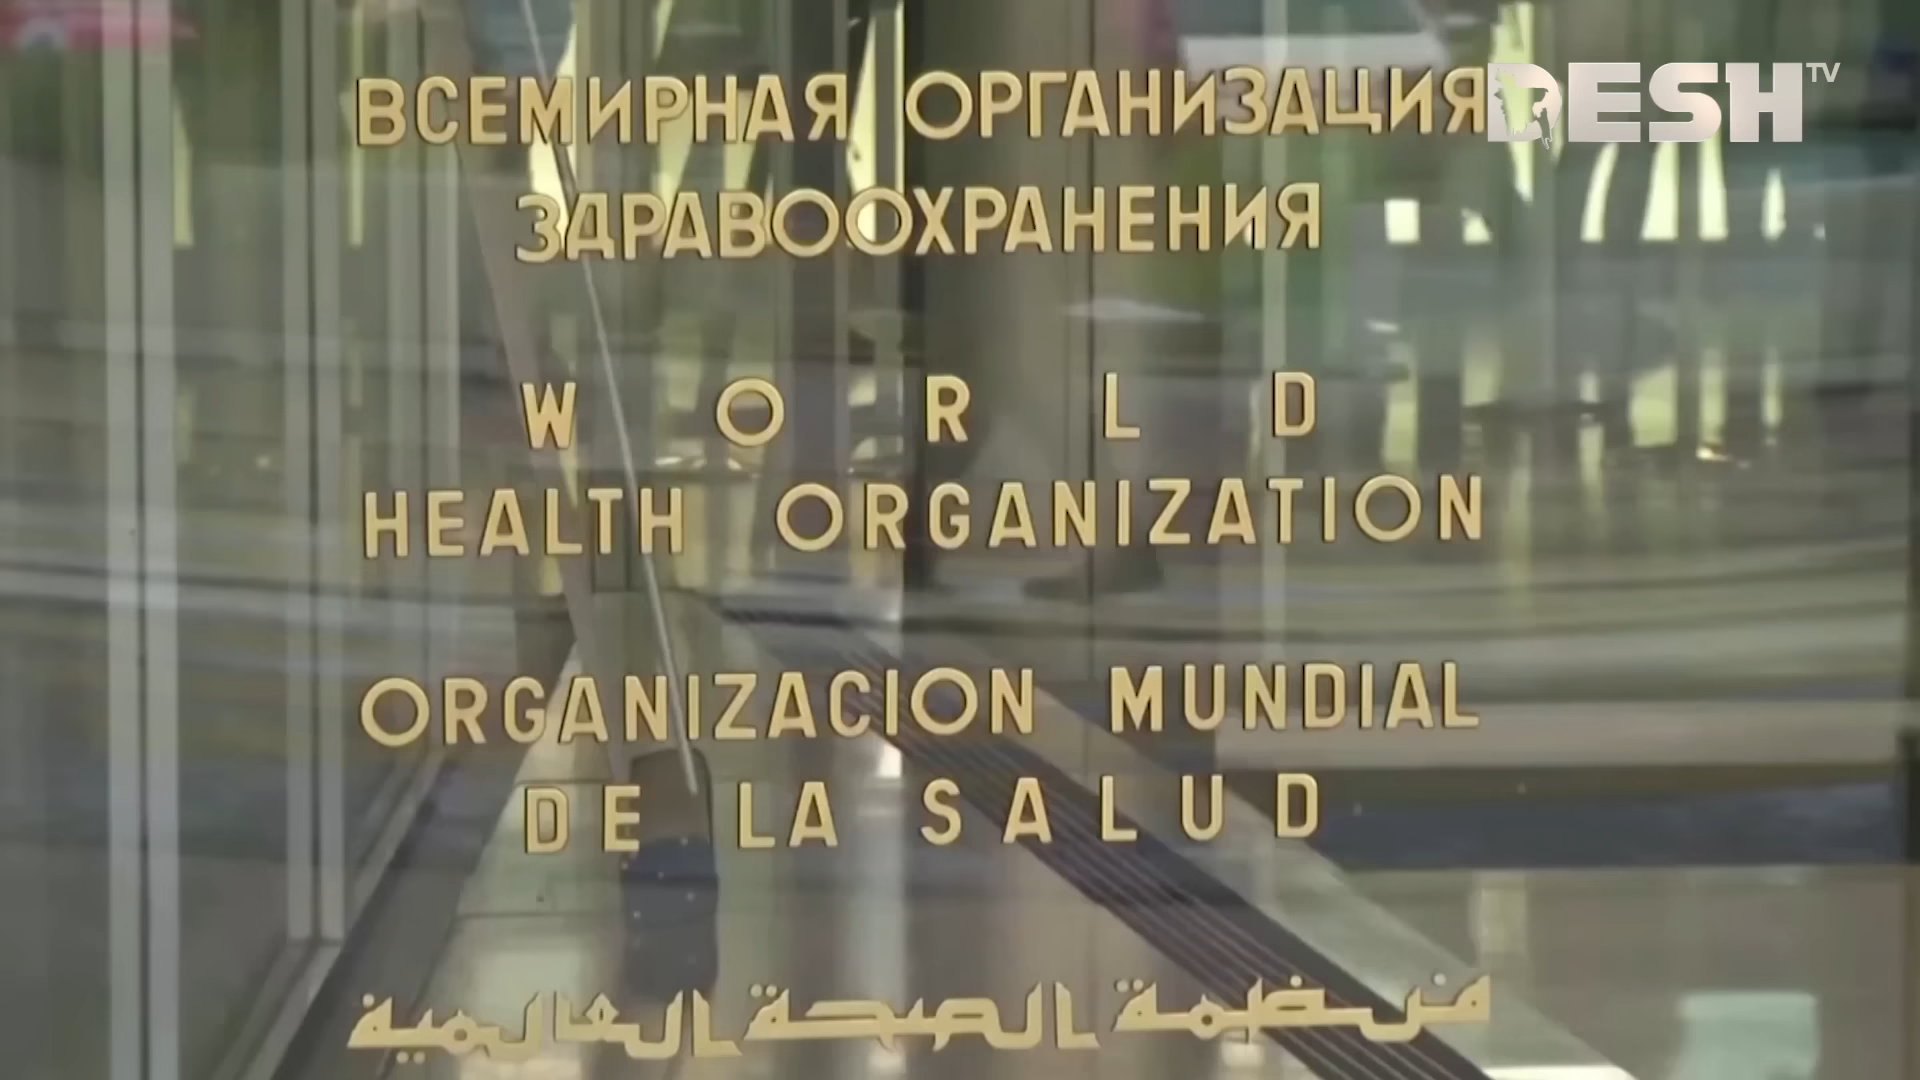 ВСЕМИРНАЯ ОРГАНИЗАЦИЯ
DESH TV
ЗДРАВООХРАНЕНИЯ
WORLD
HEALTH ORGANIZATION
ORGANIZACION MUNDIAL
DE LA SALUD
منظمة الصحة العالمية